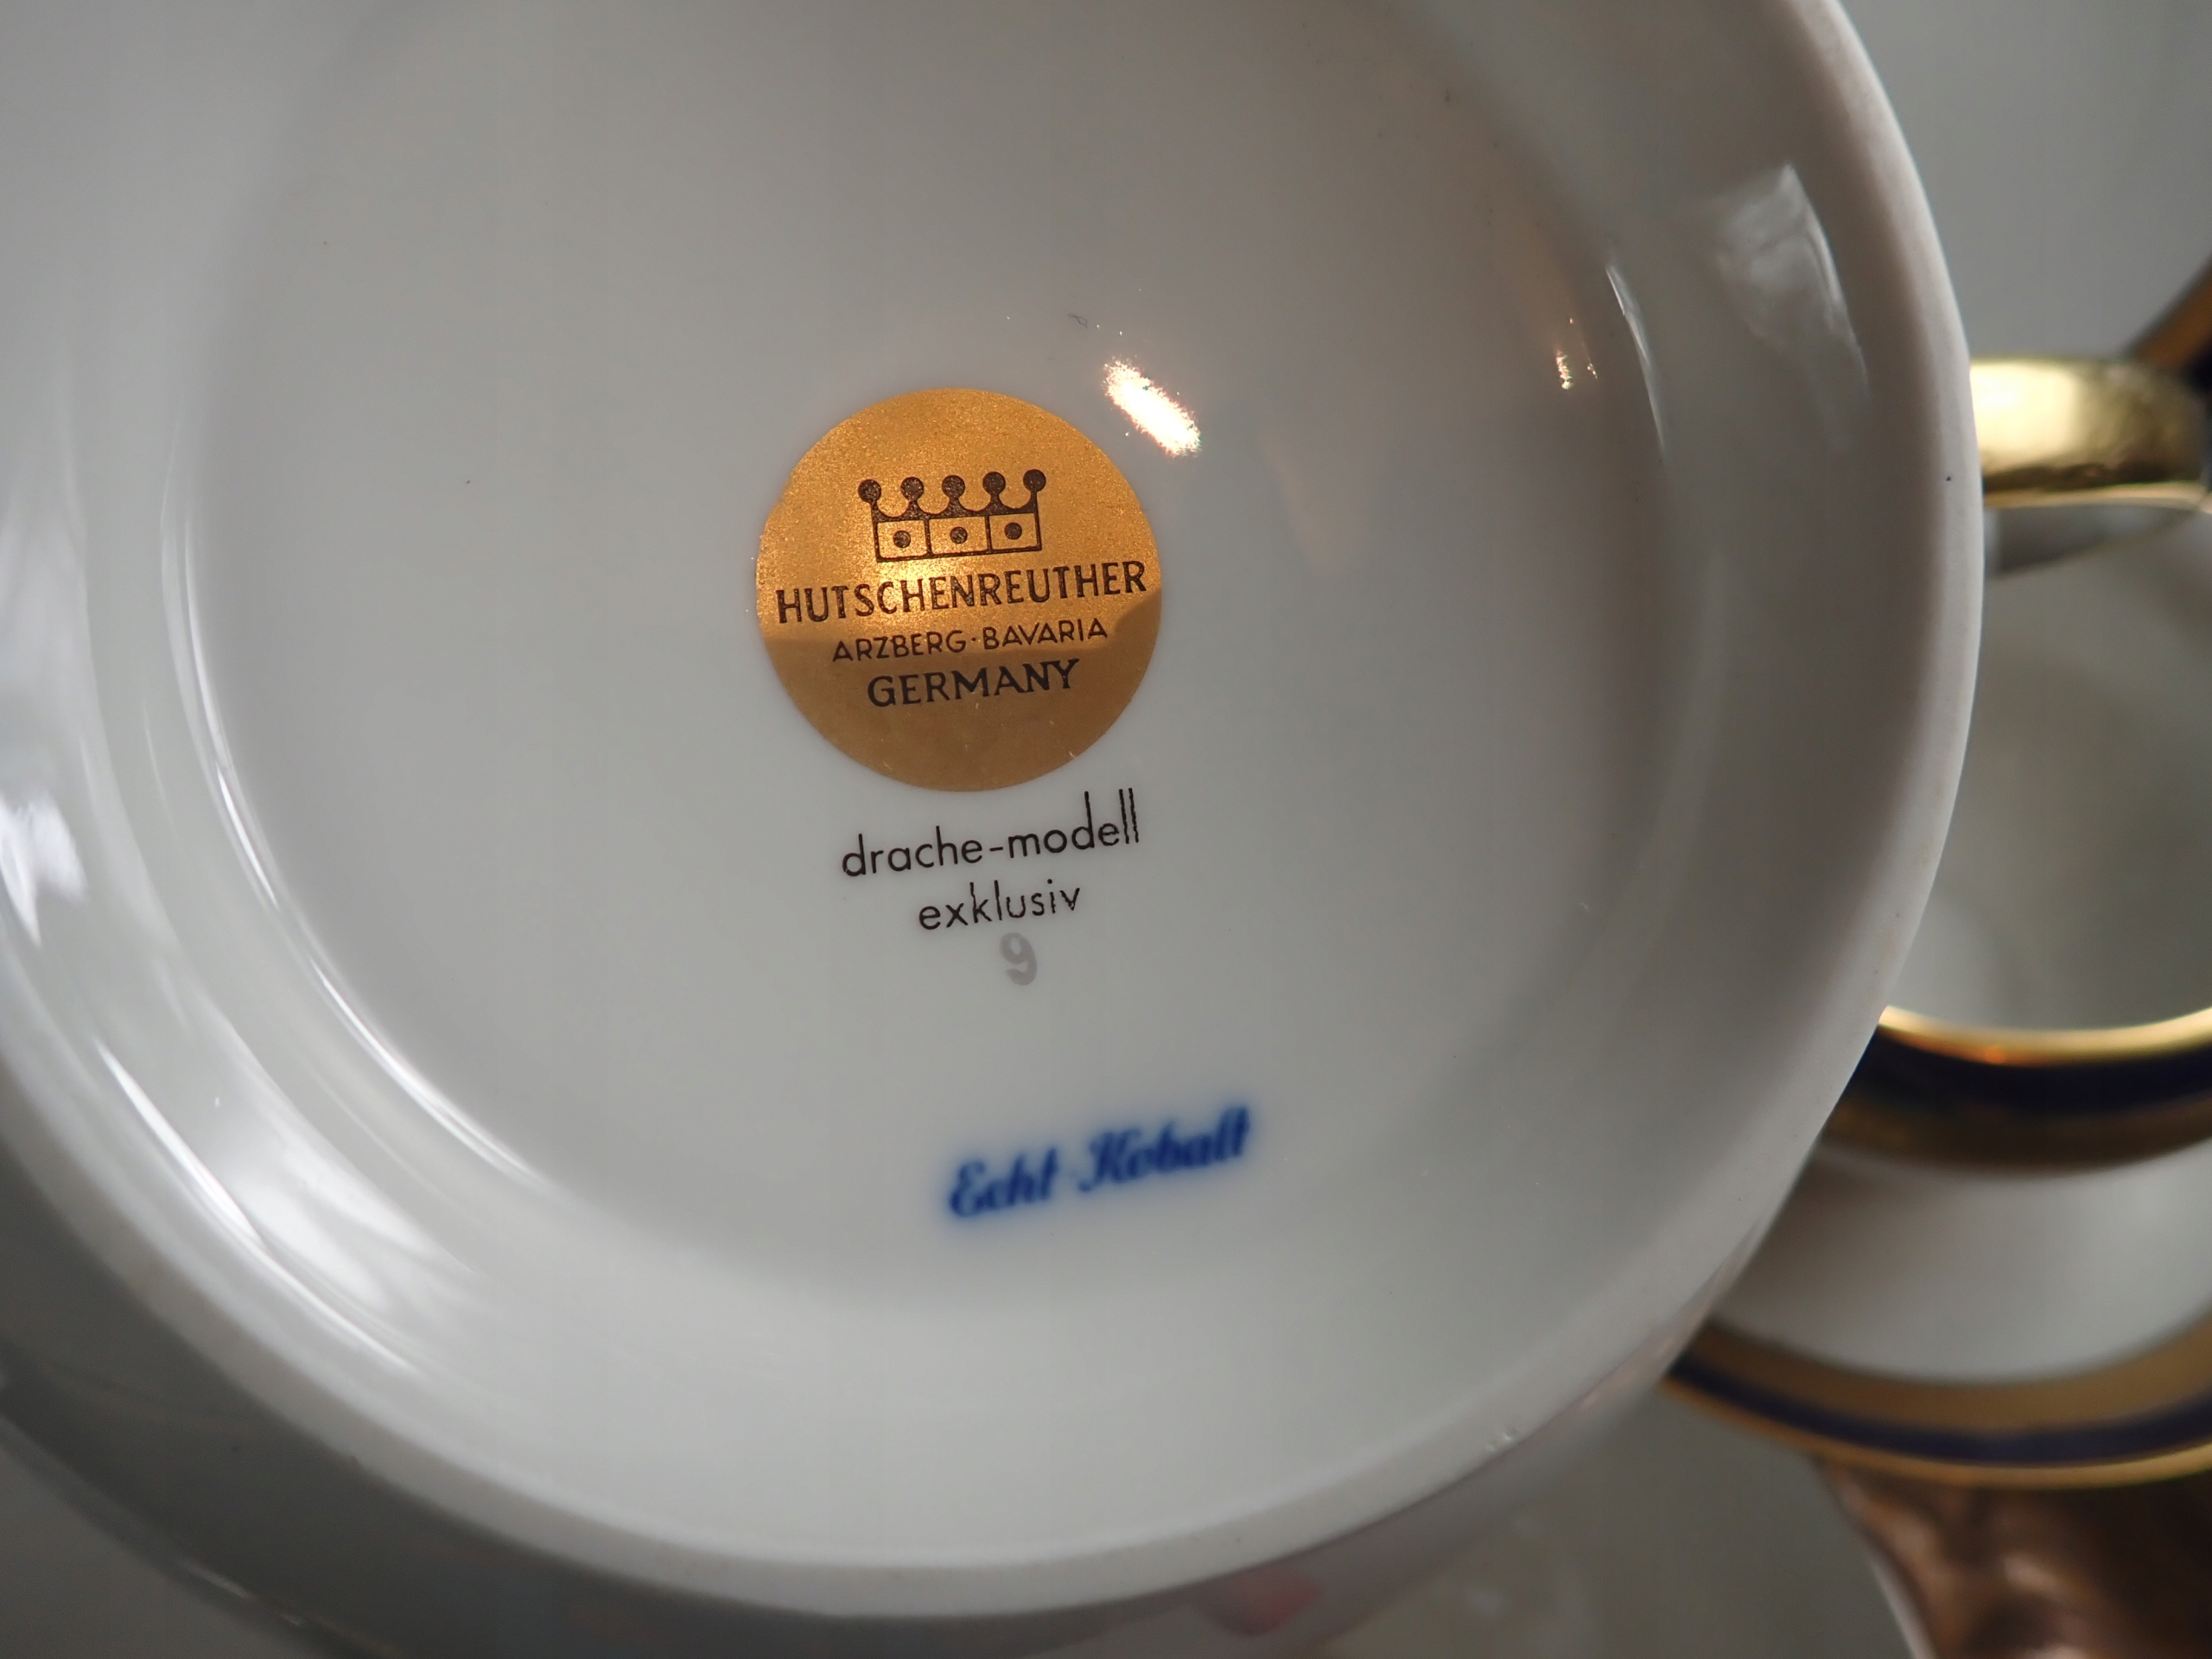 HUTSCHENREUTHER
ARZBERG·BAVARIA
GERMANY
drache-modell
exklusiv
9
Echt Kobalt